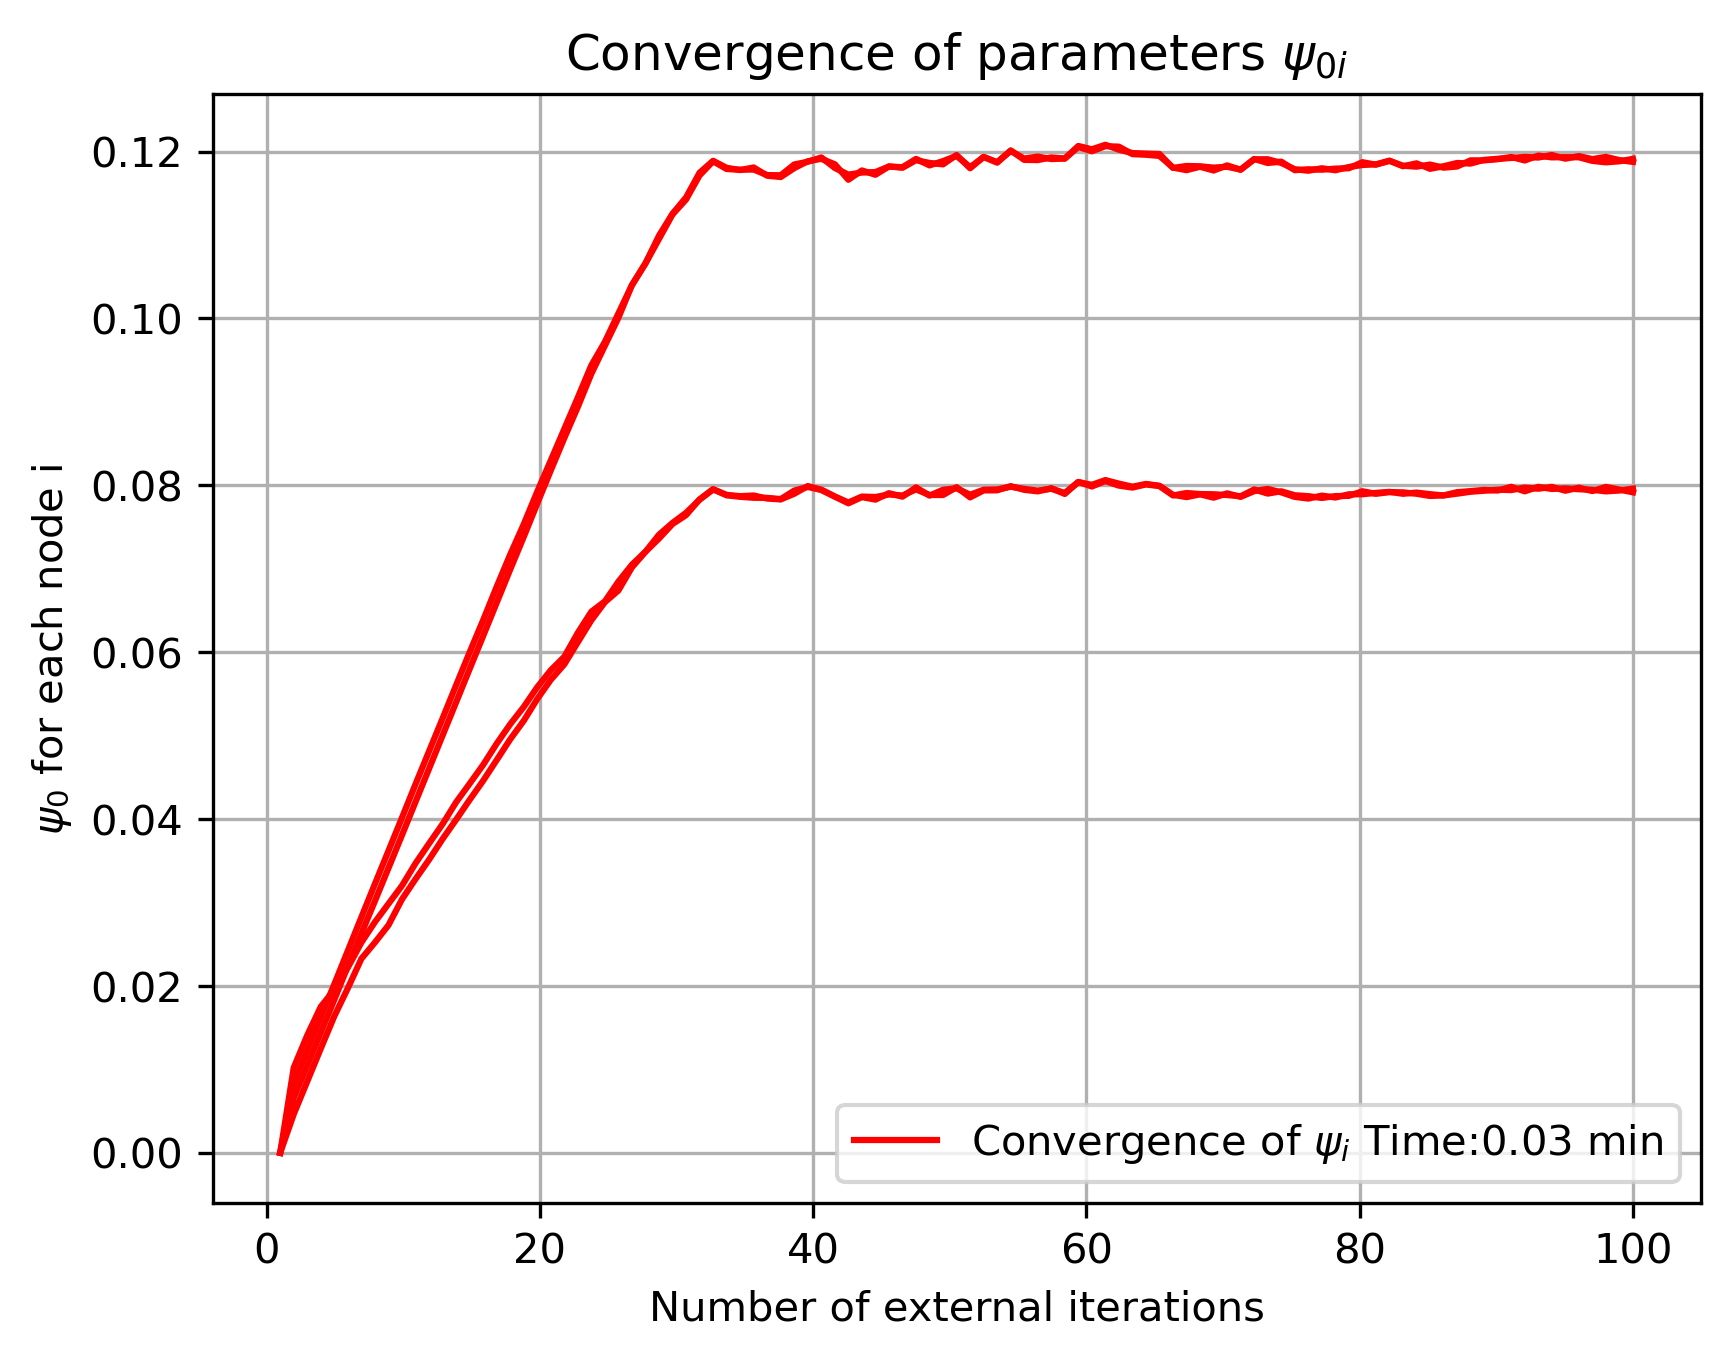 Convergence of parameters ψ₀ᵢ
ψ₀ for each node i
0.12
0.10
0.08
0.06
0.04
0.02
0.00
Convergence of ψᵢ Time:0.03 min
0 20 40 60 80 100
Number of external iterations